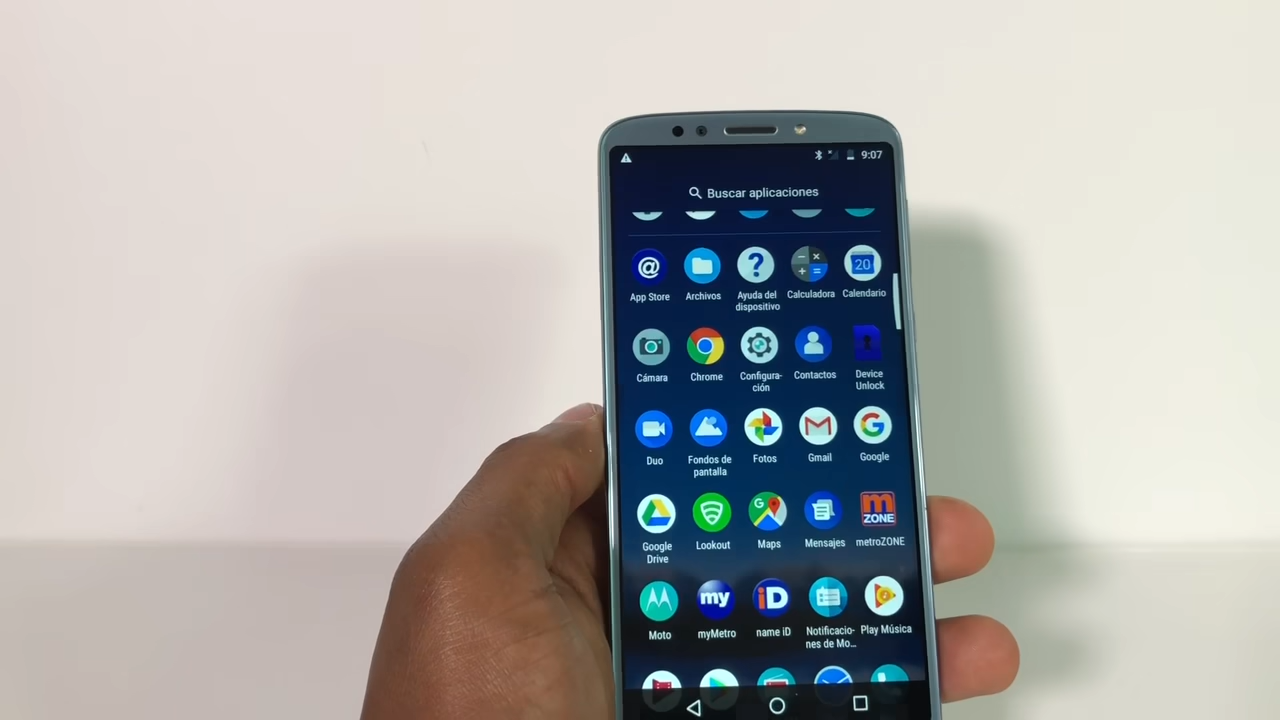 9:07
Buscar aplicaciones
@
?
20
App Store
Archivos
Ayuda del
dispositivo
Calculadora
Calendario
Cámara
Chrome
Configura-
ción
Contactos
Device
Unlock
G
Duo
Fondos de
pantalla
Fotos
Gmail
Google
G
m
ZONE
Google
Drive
Lookout
Maps
Mensajes
metroZONE
my
iD
Moto
myMetro
name iD
Notificacio-
nes de Mo...
Play Música